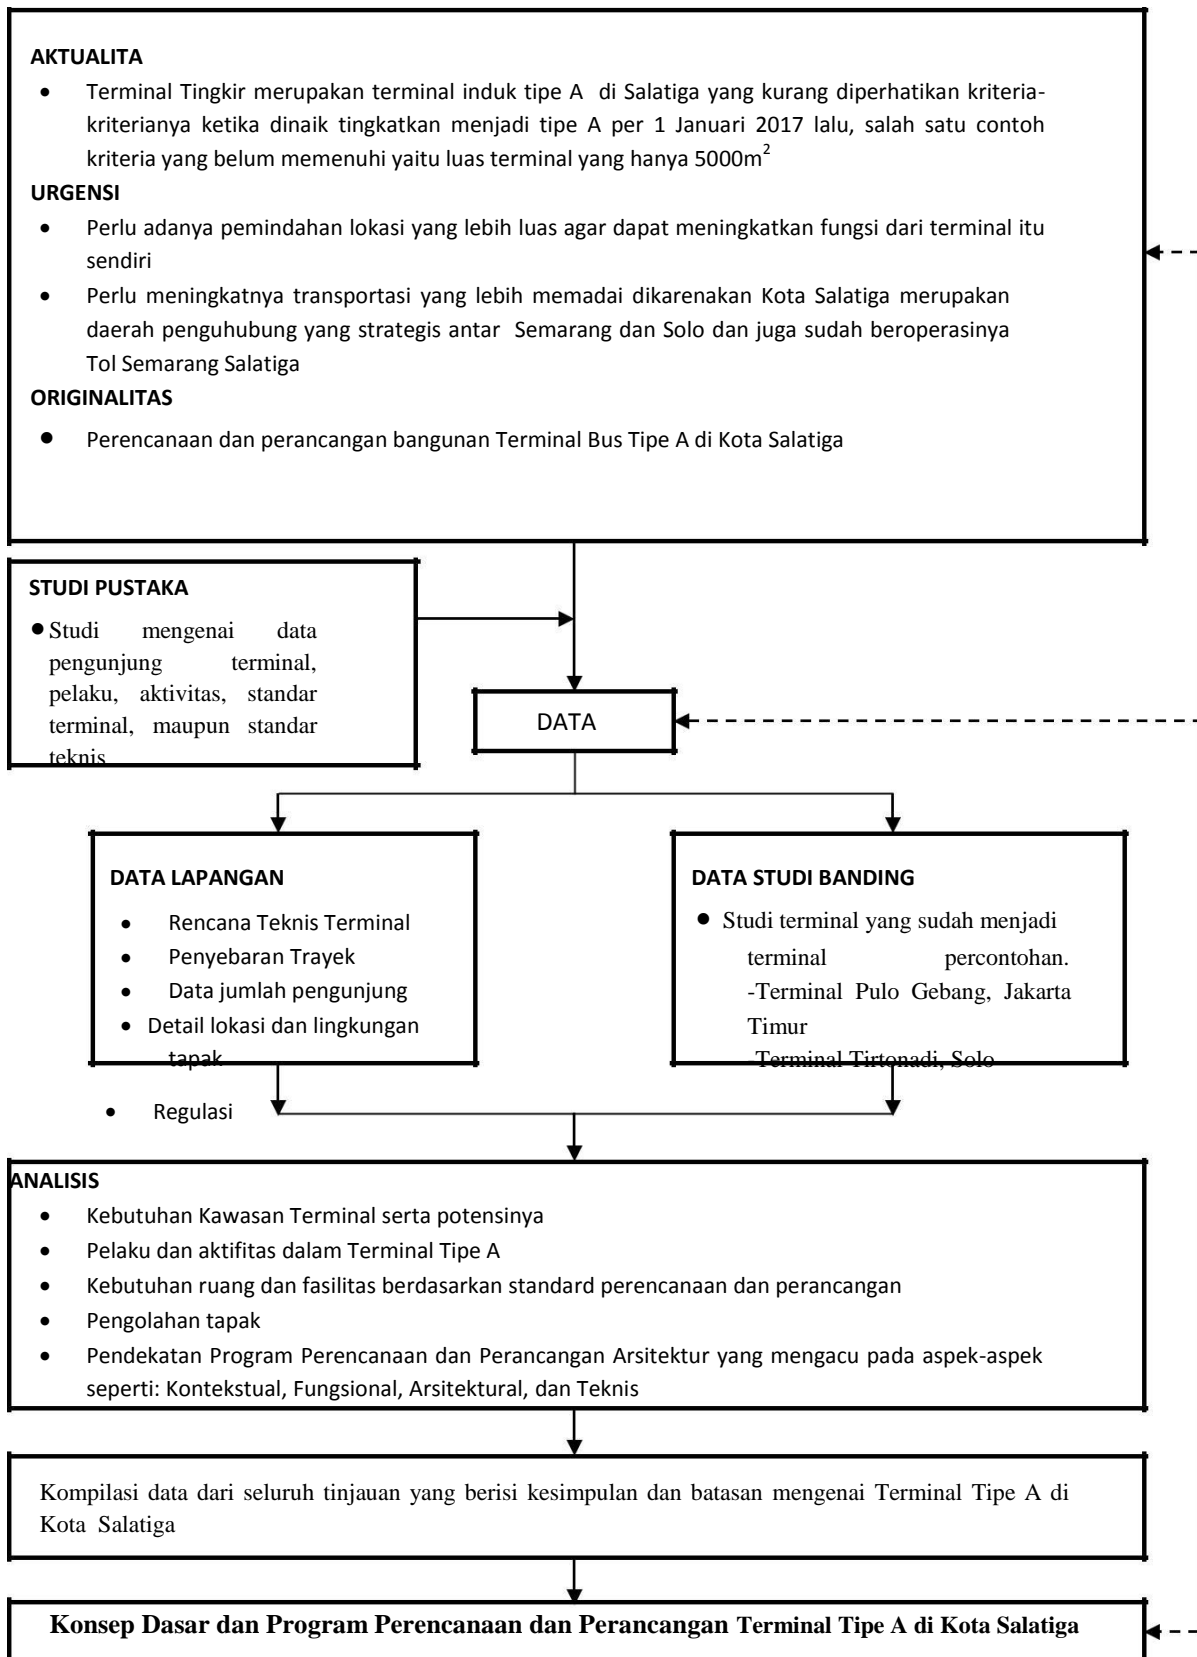 AKTUALITA
• Terminal Tingkir merupakan terminal induk tipe A di Salatiga yang kurang diperhatikan kriteria-
kriterianya ketika dinaik tingkatkan menjadi tipe A per 1 Januari 2017 lalu, salah satu contoh
kriteria yang belum memenuhi yaitu luas terminal yang hanya 5000m²
URGENSI
• Perlu adanya pemindahan lokasi yang lebih luas agar dapat meningkatkan fungsi dari terminal itu
sendiri
• Perlu meningkatnya transportasi yang lebih memadai dikarenakan Kota Salatiga merupakan
daerah penguhubung yang strategis antar Semarang dan Solo dan juga sudah beroperasinya
Tol Semarang Salatiga
ORIGINALITAS
• Perencanaan dan perancangan bangunan Terminal Bus Tipe A di Kota Salatiga
STUDI PUSTAKA
• Studi mengenai data
pengunjung terminal,
pelaku, aktivitas, standar
terminal, maupun standar
teknis
DATA
DATA LAPANGAN
• Rencana Teknis Terminal
• Penyebaran Trayek
• Data jumlah pengunjung
• Detail lokasi dan lingkungan
tapak
• Regulasi
DATA STUDI BANDING
• Studi terminal yang sudah menjadi
terminal percontohan.
-Terminal Pulo Gebang, Jakarta
Timur
-Terminal Tirtonadi, Solo
ANALISIS
• Kebutuhan Kawasan Terminal serta potensinya
• Pelaku dan aktifitas dalam Terminal Tipe A
• Kebutuhan ruang dan fasilitas berdasarkan standard perencanaan dan perancangan
• Pengolahan tapak
• Pendekatan Program Perencanaan dan Perancangan Arsitektur yang mengacu pada aspek-aspek
seperti: Kontekstual, Fungsional, Arsitektural, dan Teknis
Kompilasi data dari seluruh tinjauan yang berisi kesimpulan dan batasan mengenai Terminal Tipe A di
Kota Salatiga
Konsep Dasar dan Program Perencanaan dan Perancangan Terminal Tipe A di Kota Salatiga